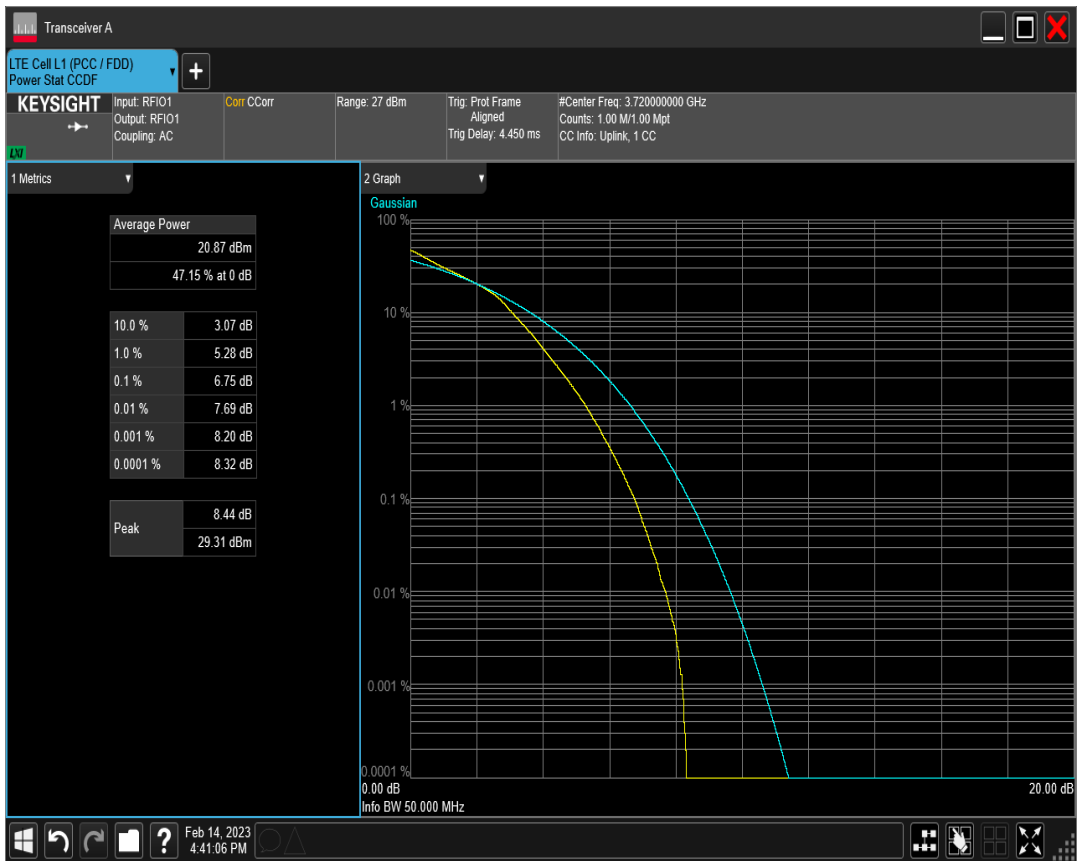 Transceiver A
LTE Cell L1 (PCC / FDD)
Power Stat CCDF
+
KEYSIGHT
LXI
Input: RFIO1
Output: RFIO1
Coupling: AC
Corr CCorr
Range: 27 dBm
Trig: Prot Frame
Aligned
Trig Delay: 4.450 ms
#Center Freq: 3.720000000 GHz
Counts: 1.00 M/1.00 Mpt
CC Info: Uplink, 1 CC
1 Metrics
Average Power
20.87 dBm
47.15 % at 0 dB
10.0 % 3.07 dB
1.0 % 5.28 dB
0.1 % 6.75 dB
0.01 % 7.69 dB
0.001 % 8.20 dB
0.0001 % 8.32 dB
Peak
8.44 dB
29.31 dBm
2 Graph
Gaussian
100 %
10 %
1 %
0.1 %
0.01 %
0.001 %
0.0001 %
0.00 dB
20.00 dB
Info BW 50.000 MHz
?
Feb 14, 2023
4:41:06 PM